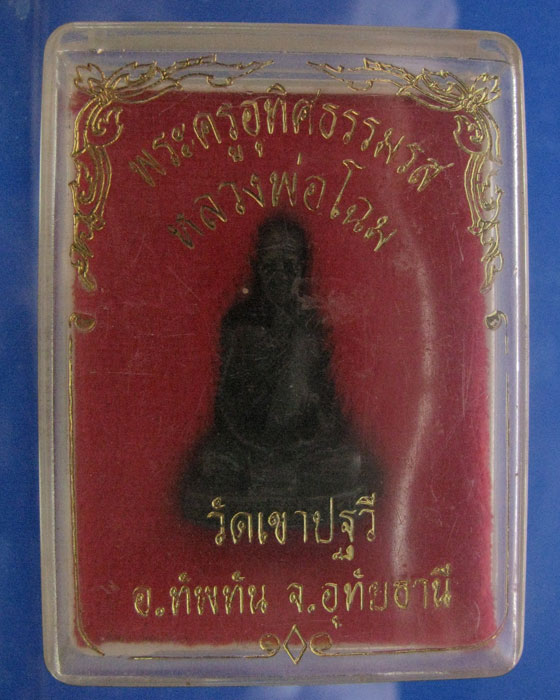 พระครูอุทิศธรรมรส
หลวงพ่อโฉม
วัดเขาปฐวี
อ.ทัพทัน จ.อุทัยธานี